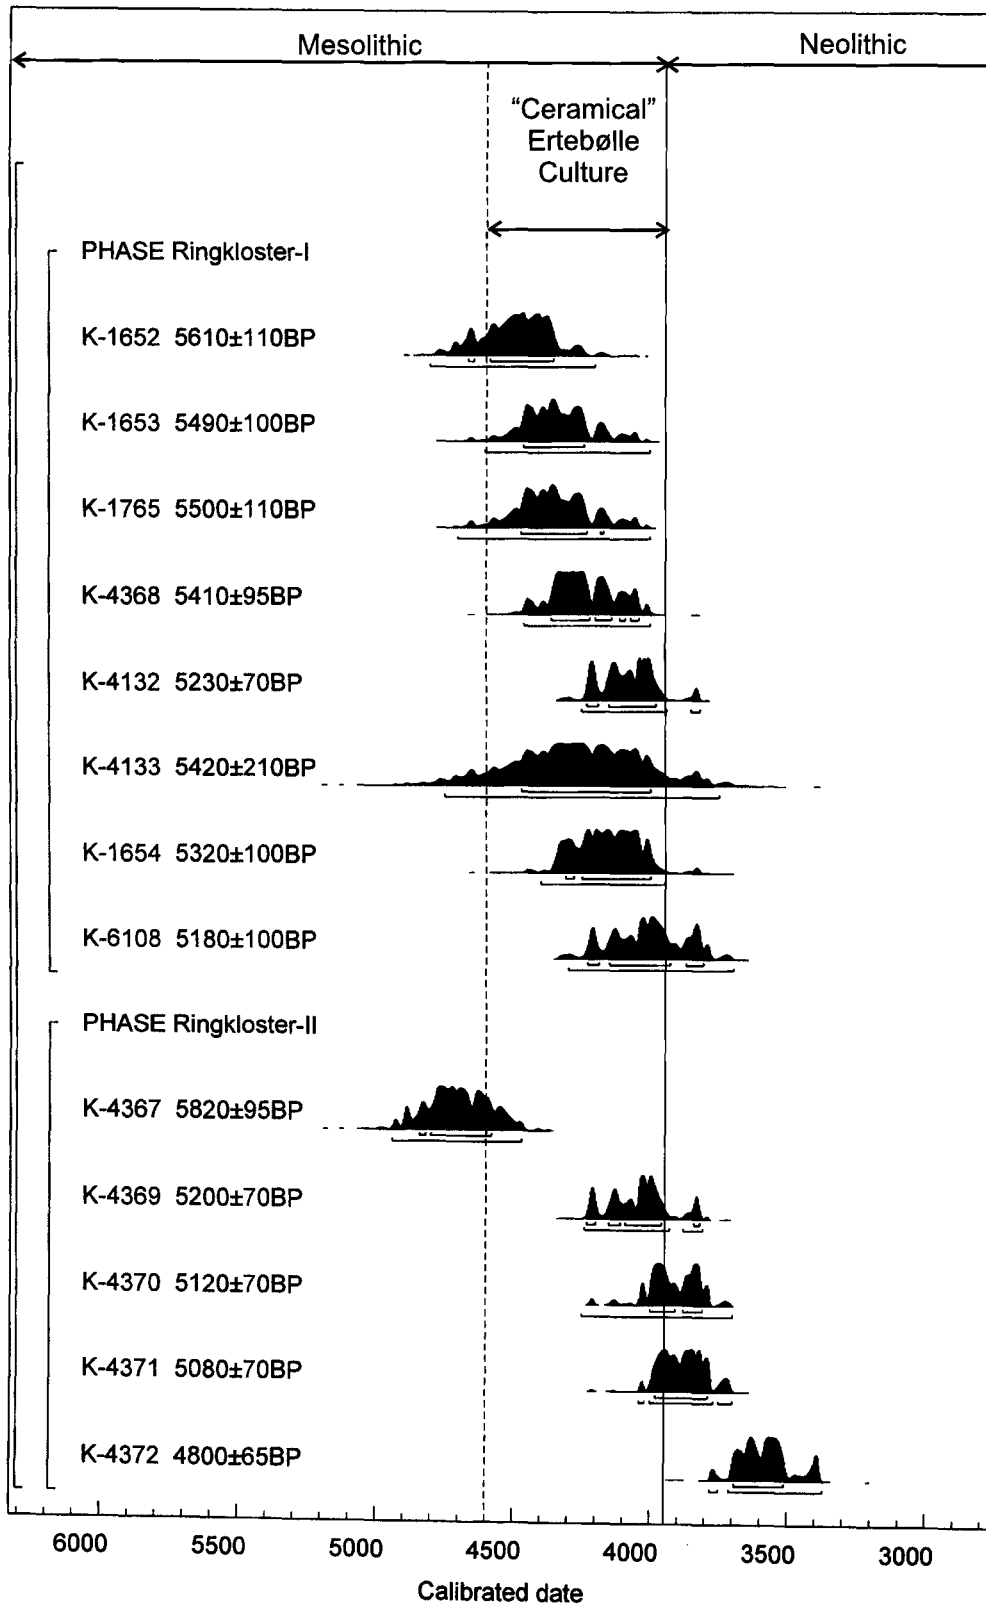 Mesolithic
Neolithic
“Ceramical”
Ertebølle
Culture
PHASE Ringkloster-I
K-1652 5610±110BP
K-1653 5490±100BP
K-1765 5500±110BP
K-4368 5410±95BP
K-4132 5230±70BP
K-4133 5420±210BP
K-1654 5320±100BP
K-6108 5180±100BP
PHASE Ringkloster-II
K-4367 5820±95BP
K-4369 5200±70BP
K-4370 5120±70BP
K-4371 5080±70BP
K-4372 4800±65BP
6000 5500 5000 4500 4000 3500 3000
Calibrated date